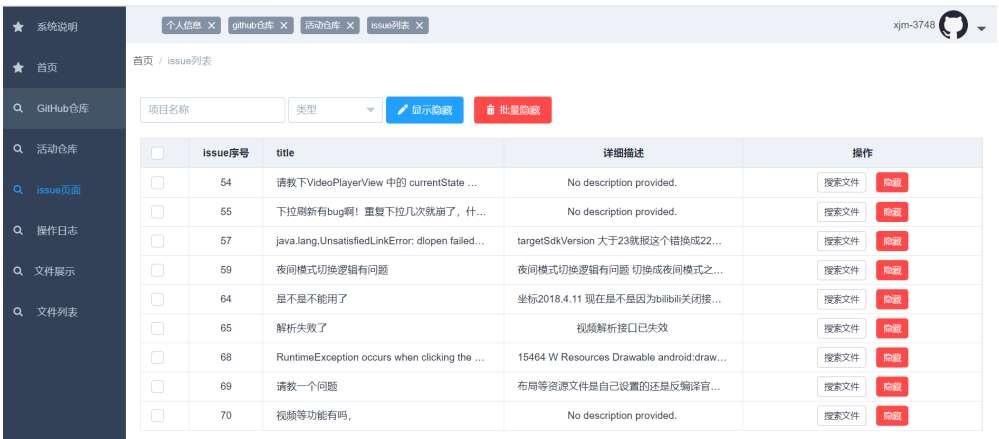 系统说明
首页
GitHub仓库
活动仓库
issue页面
操作日志
文件展示
文件列表
个人信息 ✕ github仓库 ✕ 活动仓库 ✕ issue列表 ✕
xjm-3748
首页 / issue列表
项目名称 类型 显示隐藏 批量隐藏
issue序号 title 详细描述 操作
54 请教下VideoPlayerView 中的 currentState … No description provided. 搜索文件 隐藏
55 下拉刷新有bug啊！重复下拉几次就崩了，什… No description provided. 搜索文件 隐藏
57 java.lang.UnsatisfiedLinkError: dlopen failed… targetSdkVersion 大于23就报这个错换成22… 搜索文件 隐藏
59 夜间模式切换逻辑有问题 夜间模式切换逻辑有问题 切换成夜间模式之… 搜索文件 隐藏
64 是不是不能用了 坐标2018.4.11 现在是不是因为bilibili关闭接… 搜索文件 隐藏
65 解析失败了 视频解析接口已失效 搜索文件 隐藏
68 RuntimeException occurs when clicking the … 15464 W Resources Drawable android:draw… 搜索文件 隐藏
69 请教一个问题 布局等资源文件是自己设置的还是反编译官… 搜索文件 隐藏
70 视频等功能有吗， No description provided. 搜索文件 隐藏